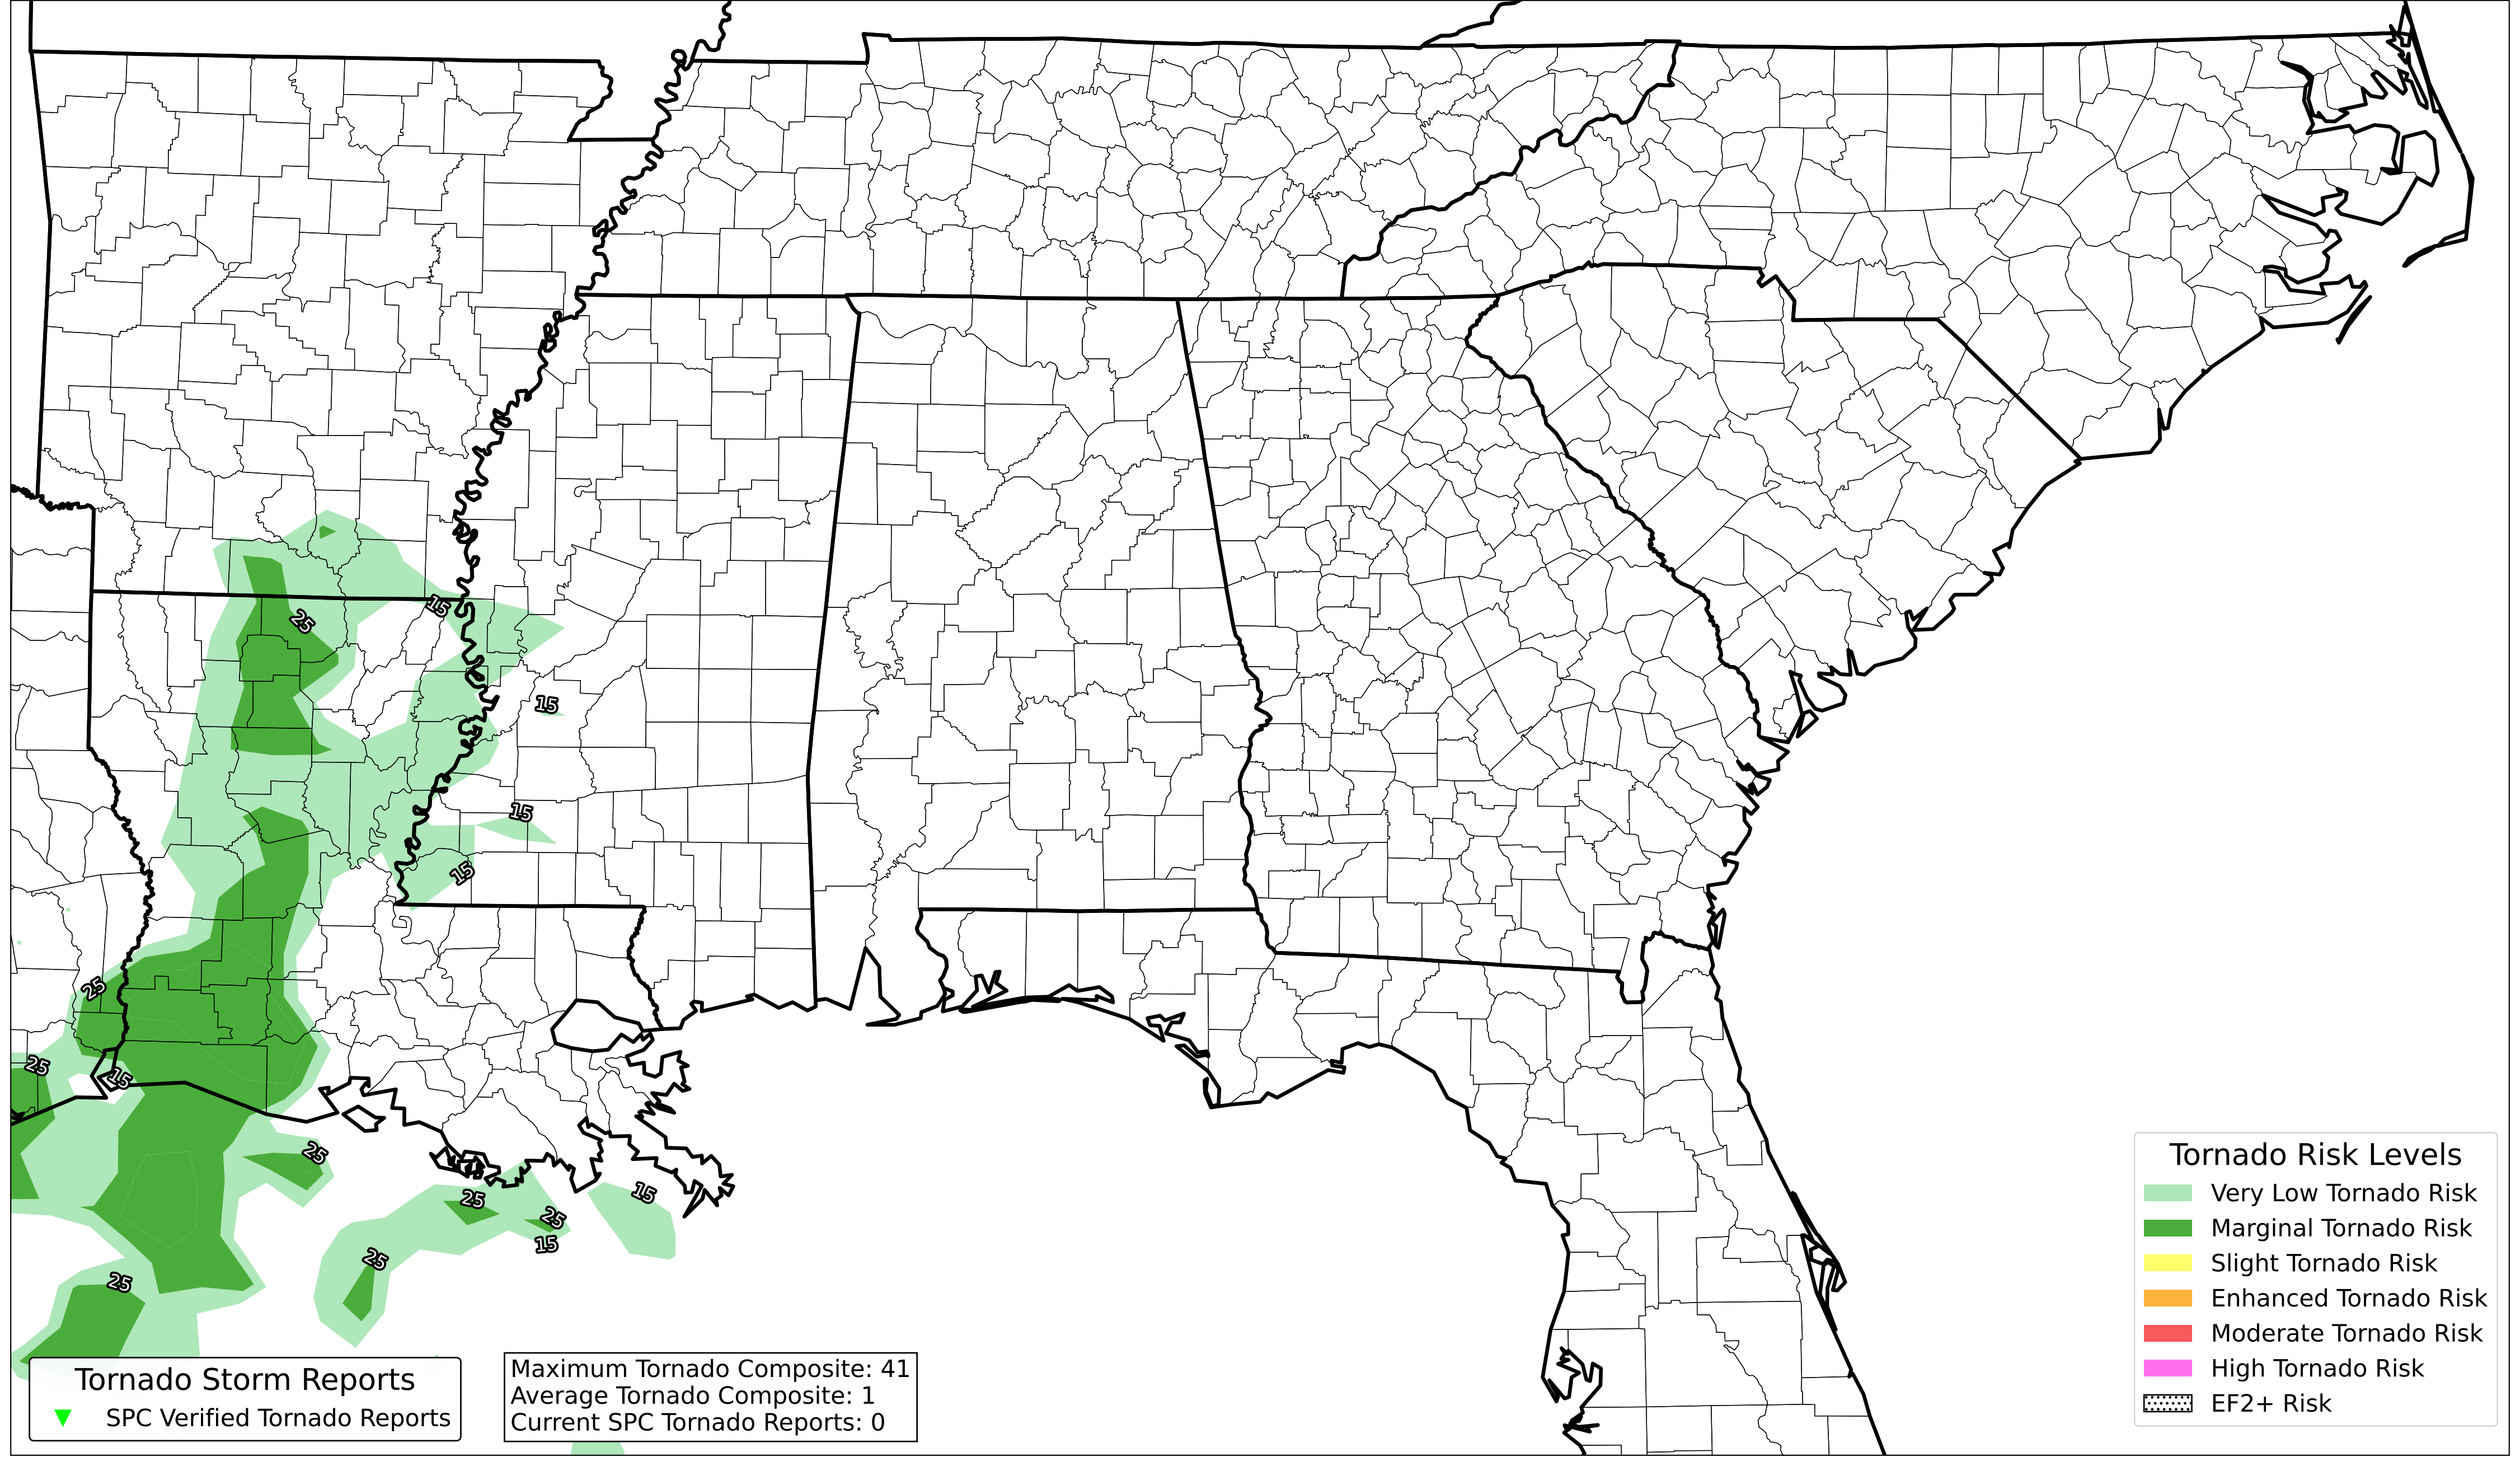 15
25
15
15
15
25
25
15
25
15
25
25
15
25
25
Tornado Storm Reports
SPC Verified Tornado Reports
Maximum Tornado Composite: 41
Average Tornado Composite: 1
Current SPC Tornado Reports: 0
Tornado Risk Levels
Very Low Tornado Risk
Marginal Tornado Risk
Slight Tornado Risk
Enhanced Tornado Risk
Moderate Tornado Risk
High Tornado Risk
EF2+ Risk